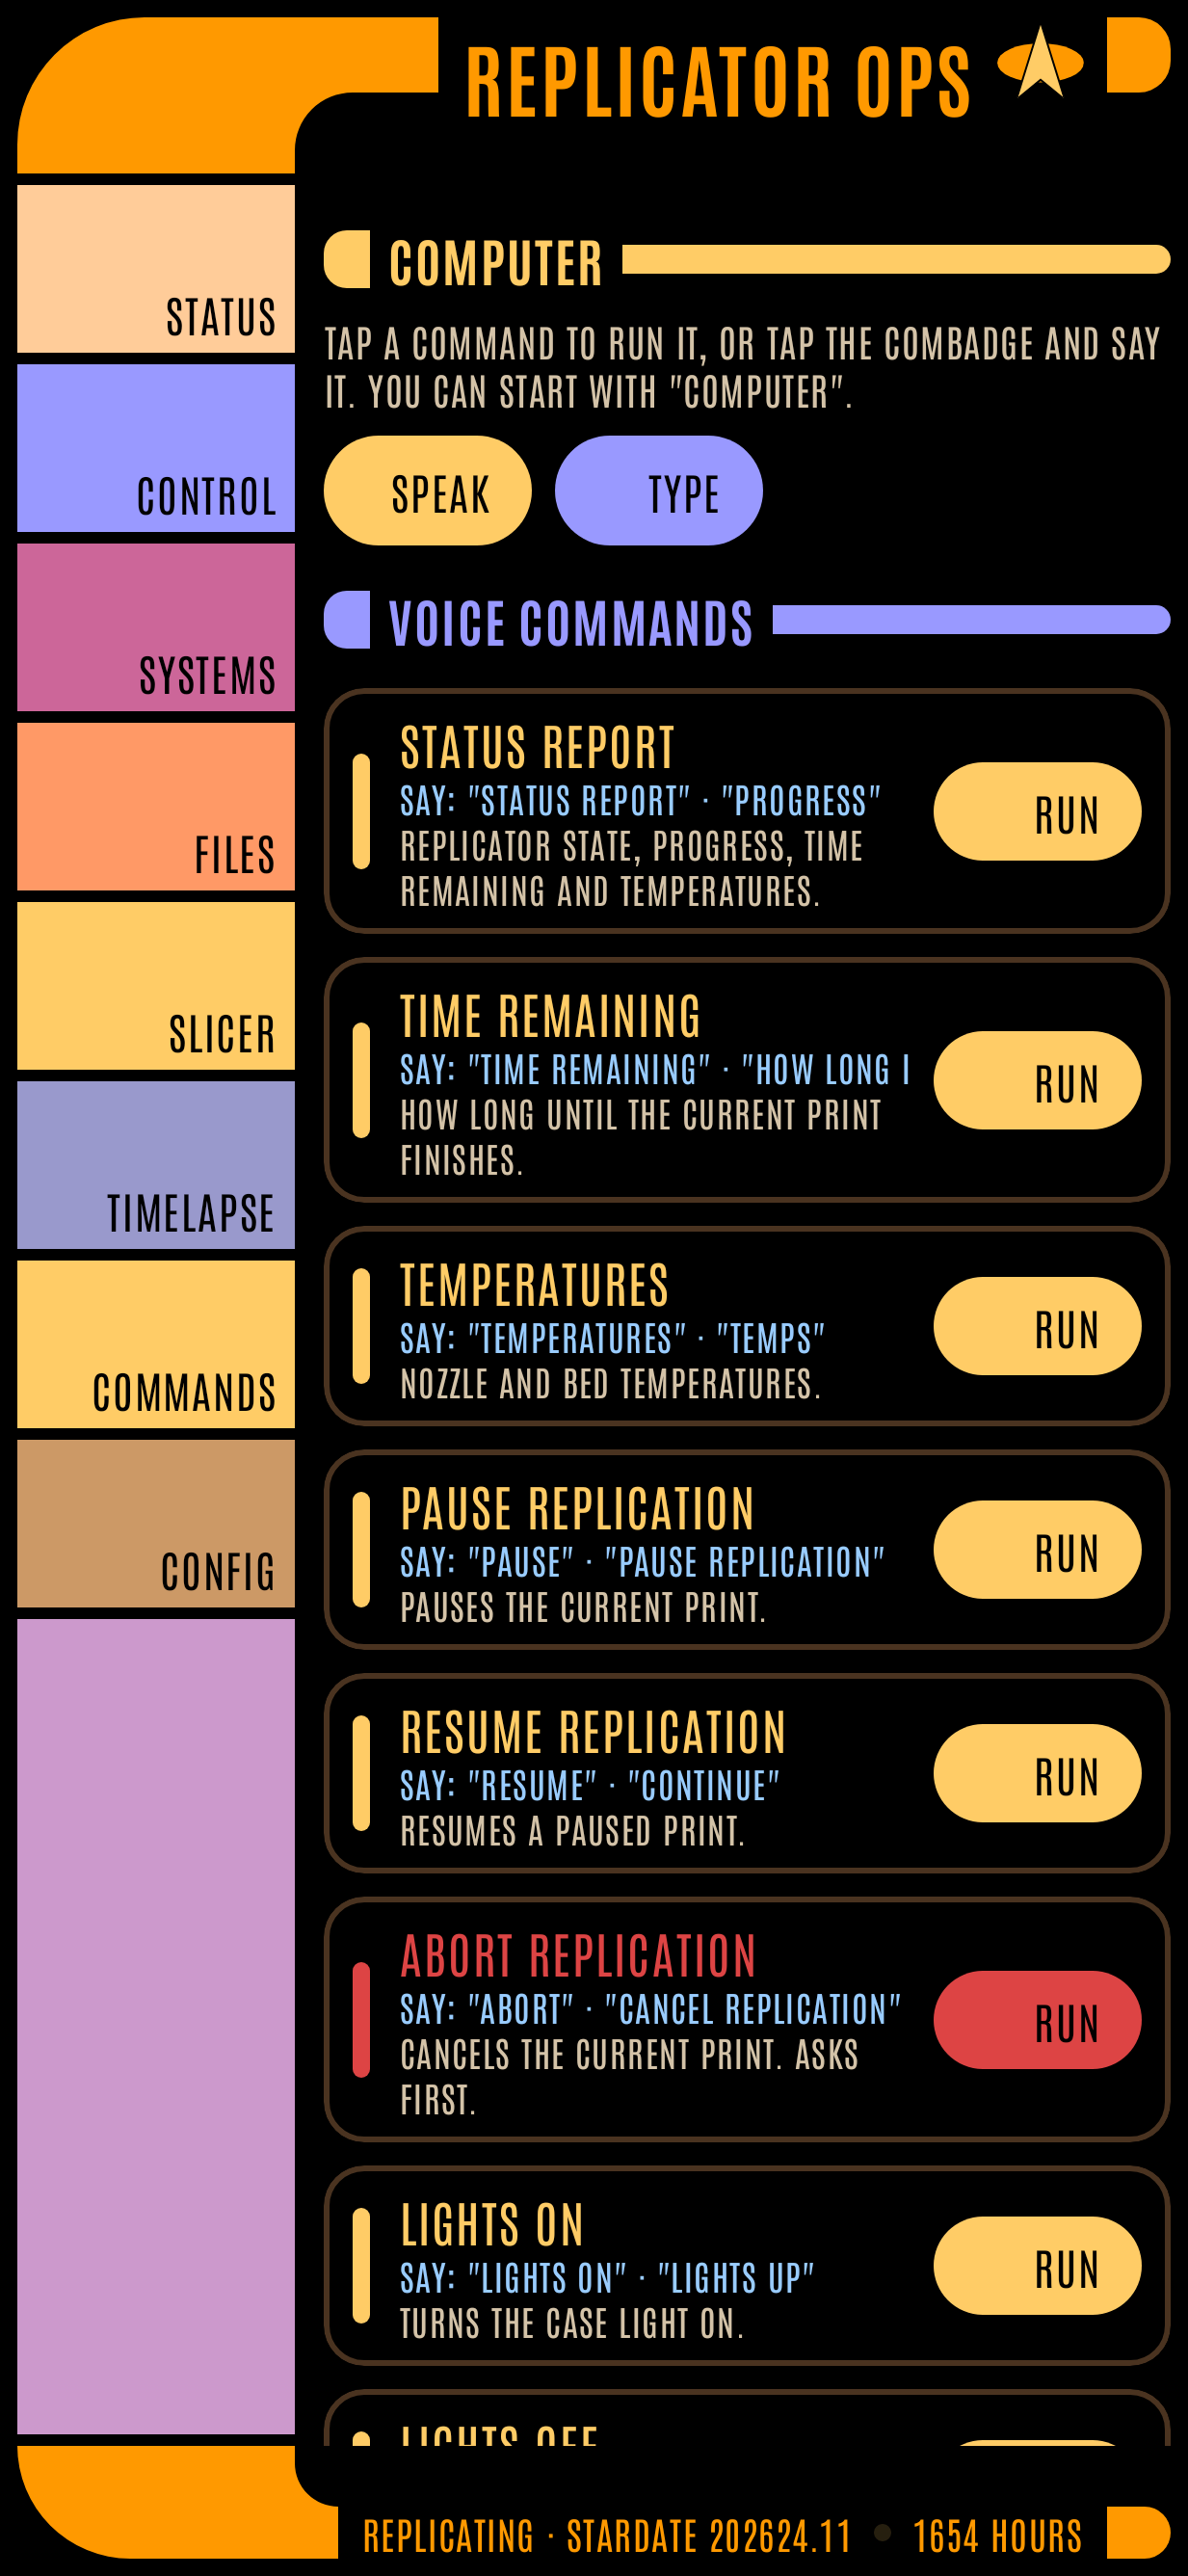 REPLICATOR OPS
STATUS
CONTROL
SYSTEMS
FILES
SLICER
TIMELAPSE
COMMANDS
CONFIG
COMPUTER
TAP A COMMAND TO RUN IT, OR TAP THE COMBADGE AND SAY
IT. YOU CAN START WITH "COMPUTER".
SPEAK
TYPE
VOICE COMMANDS
STATUS REPORT
SAY: "STATUS REPORT" · "PROGRESS"
REPLICATOR STATE, PROGRESS, TIME
REMAINING AND TEMPERATURES.
RUN
TIME REMAINING
SAY: "TIME REMAINING" · "HOW LONG
HOW LONG UNTIL THE CURRENT PRINT
FINISHES.
RUN
TEMPERATURES
SAY: "TEMPERATURES" · "TEMPS"
NOZZLE AND BED TEMPERATURES.
RUN
PAUSE REPLICATION
SAY: "PAUSE" · "PAUSE REPLICATION"
PAUSES THE CURRENT PRINT.
RUN
RESUME REPLICATION
SAY: "RESUME" · "CONTINUE"
RESUMES A PAUSED PRINT.
RUN
ABORT REPLICATION
SAY: "ABORT" · "CANCEL REPLICATION"
CANCELS THE CURRENT PRINT. ASKS
FIRST.
RUN
LIGHTS ON
SAY: "LIGHTS ON" · "LIGHTS UP"
TURNS THE CASE LIGHT ON.
RUN
LIGHTS OFF
REPLICATING · STARDATE 202624.11
1654 HOURS